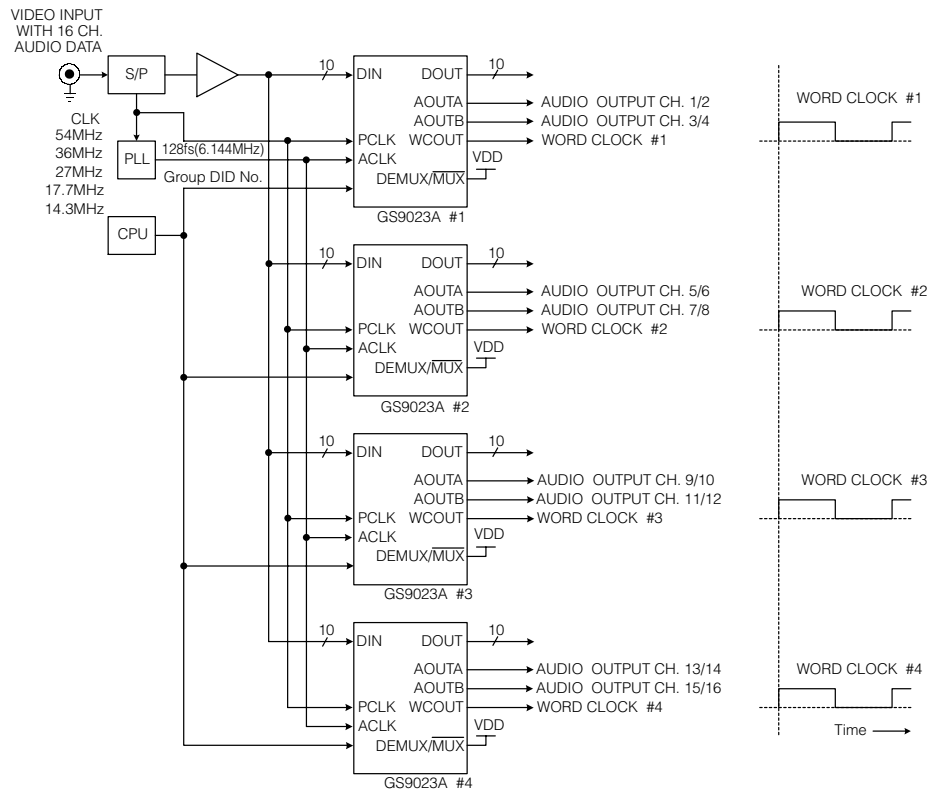 VIDEO INPUT
WITH 16 CH.
AUDIO DATA
S/P
CLK
54MHz
36MHz
27MHz
17.7MHz
14.3MHz
PLL
128fs(6.144MHz)
Group DID No.
CPU
10
DIN
DOUT
10
AOUTA
AUDIO OUTPUT CH. 1/2
AOUTB
AUDIO OUTPUT CH. 3/4
PCLK
WCOUT
WORD CLOCK #1
ACLK
VDD
DEMUX/MUX
GS9023A #1
10
DIN
DOUT
10
AOUTA
AUDIO OUTPUT CH. 5/6
AOUTB
AUDIO OUTPUT CH. 7/8
PCLK
WCOUT
WORD CLOCK #2
ACLK
VDD
DEMUX/MUX
GS9023A #2
10
DIN
DOUT
10
AOUTA
AUDIO OUTPUT CH. 9/10
AOUTB
AUDIO OUTPUT CH. 11/12
PCLK
WCOUT
WORD CLOCK #3
ACLK
VDD
DEMUX/MUX
GS9023A #3
10
DIN
DOUT
10
AOUTA
AUDIO OUTPUT CH. 13/14
AOUTB
AUDIO OUTPUT CH. 15/16
PCLK
WCOUT
WORD CLOCK #4
ACLK
VDD
DEMUX/MUX
GS9023A #4
WORD CLOCK #1
WORD CLOCK #2
WORD CLOCK #3
WORD CLOCK #4
Time